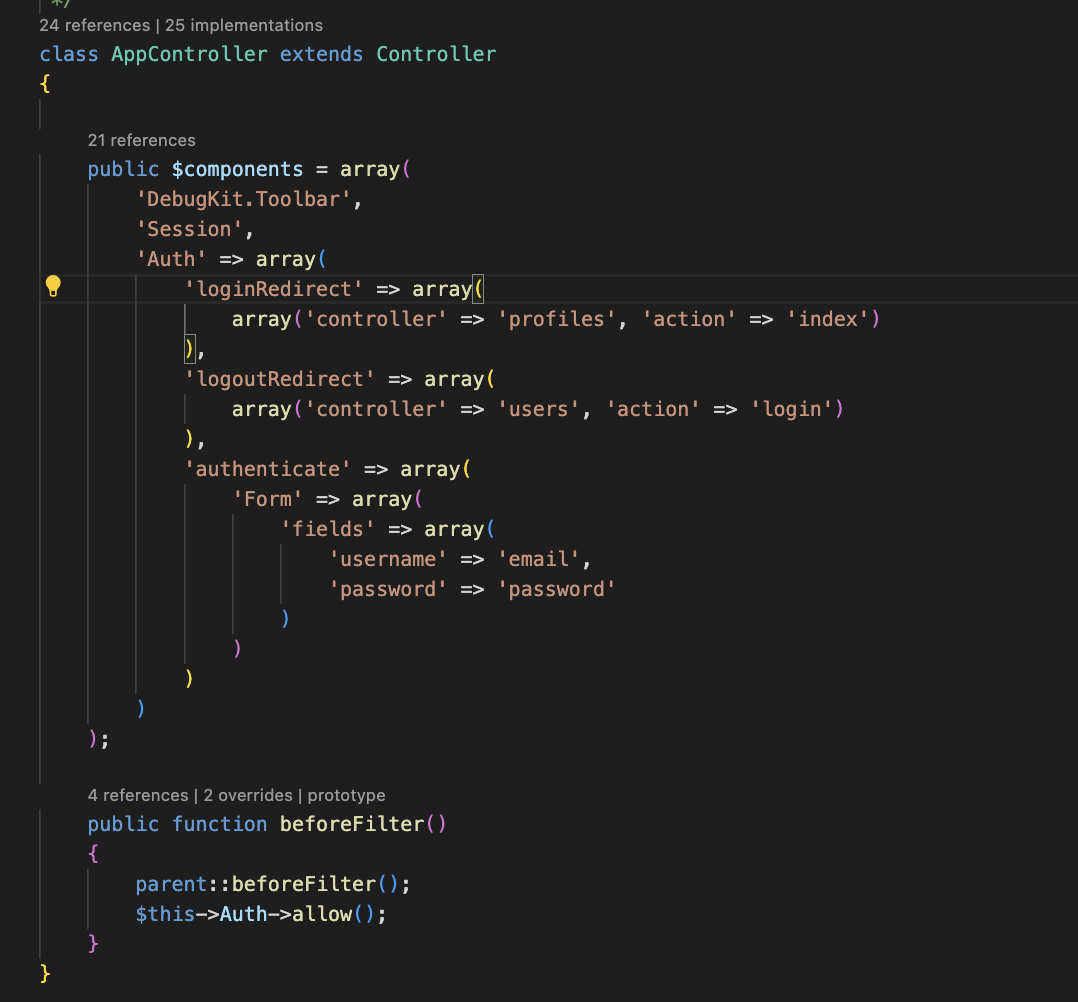 */
24 references | 25 implementations
class AppController extends Controller
{
21 references
public $components = array(
'DebugKit.Toolbar',
'Session',
'Auth' => array(
'loginRedirect' => array(
array('controller' => 'profiles', 'action' => 'index')
),
'logoutRedirect' => array(
array('controller' => 'users', 'action' => 'login')
),
'authenticate' => array(
'Form' => array(
'fields' => array(
'username' => 'email',
'password' => 'password'
)
)
)
)
);
4 references | 2 overrides | prototype
public function beforeFilter()
{
parent::beforeFilter();
$this->Auth->allow();
}
}